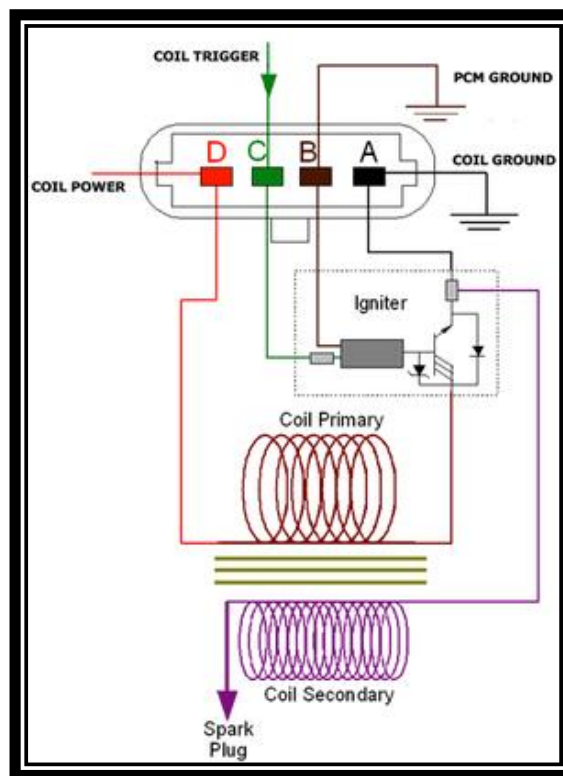 COIL TRIGGER
PCM GROUND
D C B A
COIL GROUND
COIL POWER
Igniter
Coil Primary
Coil Secondary
Spark
Plug